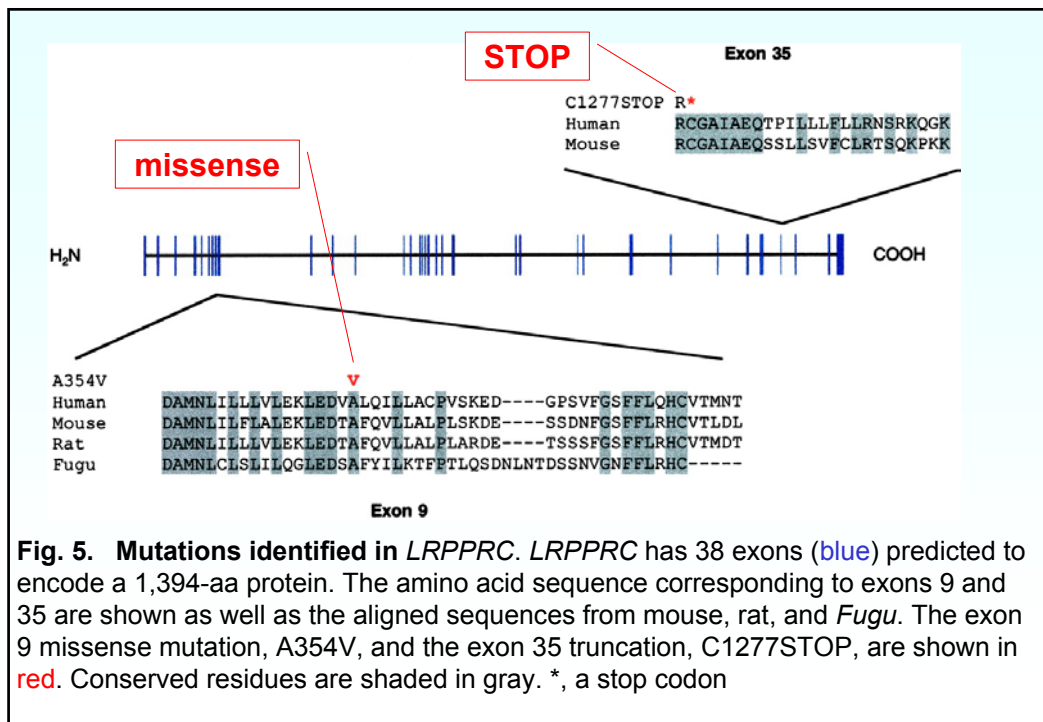 STOP
Exon 35
C1277STOP R*
Human RCGAIAEQTPILLLFLLRNSRKQGK
Mouse RCGAIAEQSSLLSVFCLRTSQKPKK
missense
H₂N
COOH
A354V V
Human DAMNLILLLVLEKLEDVALQILLACPVSKED----GPSVFGSFFLQHCVTMNT
Mouse DAMNLILFLALEKLEDTAFQVLLALPLSKDE----SSDNFGSFFLRHCVTLDL
Rat DAMNLILLLVLEKLEDTAFQVLLALPLARDE----TSSSFGSFFLRHCVTMDT
Fugu DAMNLCLSLILQGLEDSAFYILKTFPTLQSDNLNTDSSNVGNFFLRHC-----
Exon 9
Fig. 5. Mutations identified in LRPPRC. LRPPRC has 38 exons (blue) predicted to
encode a 1,394-aa protein. The amino acid sequence corresponding to exons 9 and
35 are shown as well as the aligned sequences from mouse, rat, and Fugu. The exon
9 missense mutation, A354V, and the exon 35 truncation, C1277STOP, are shown in
red. Conserved residues are shaded in gray. *, a stop codon